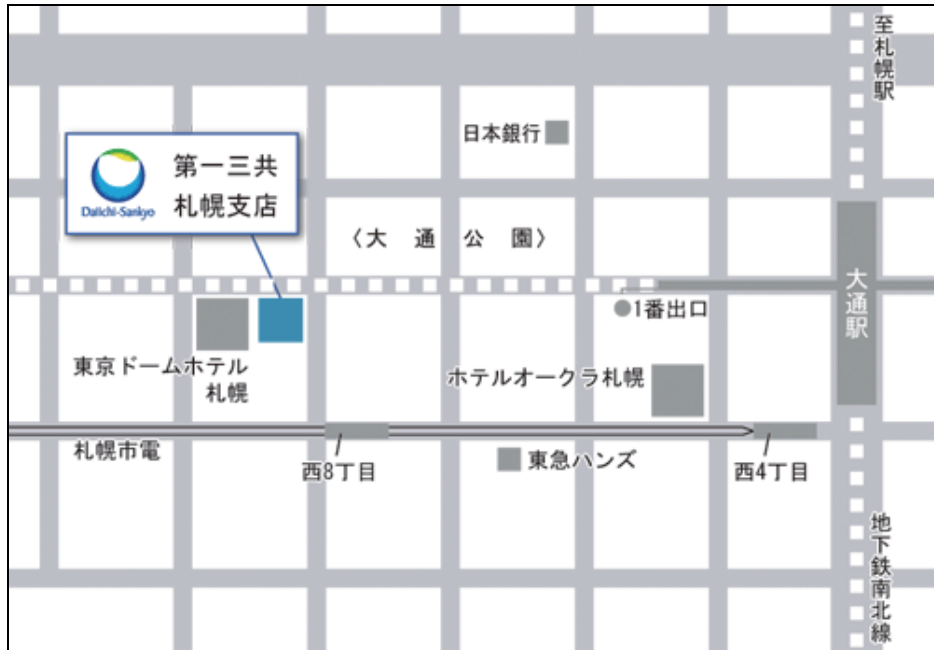 至札幌駅
日本銀行
第一三共
札幌支店
Daiichi-Sankyo
〈大通公園〉
大通駅
1番出口
東京ドームホテル
札幌
ホテルオークラ札幌
札幌市電
西8丁目
東急ハンズ
西4丁目
地下鉄南北線